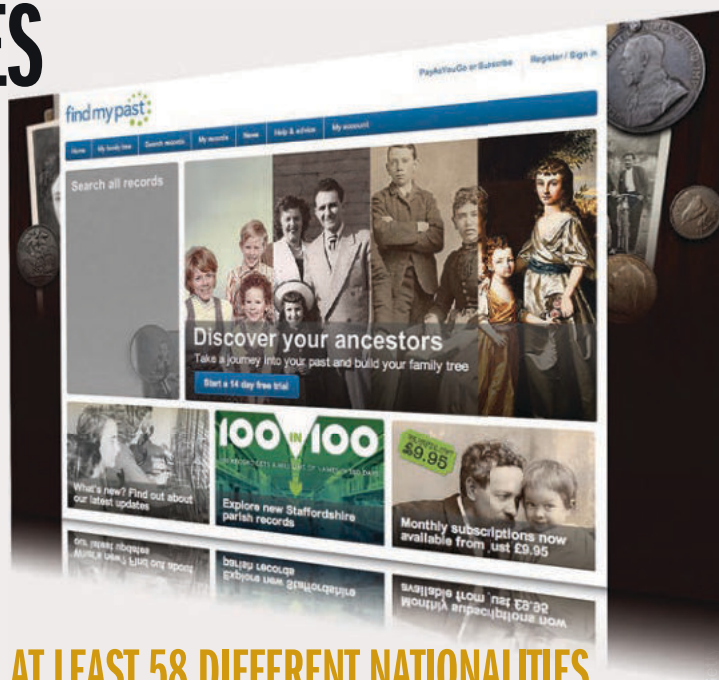 ES
PayAsYouGo or Subscribe Register / Sign in
findmypast
Home My family tree Search records My records News Help & advice My account
Search all records
Discover your ancestors
Take a journey into your past and build your family tree
Start a 14 day free trial
100 IN 100
What's new? Find out about
our latest updates
Explore new Staffordshire
parish records
£9.95
Monthly subscriptions now
available from just £9.95
AT LEAST 58 DIFFERENT NATIONALITIES